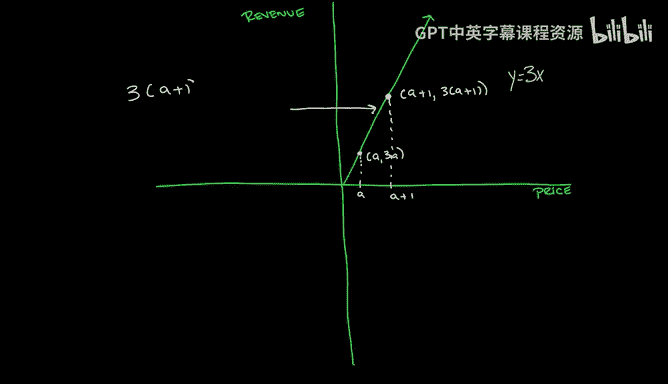 REVENUE
GPT中英字幕课程资源 bilibili
3(a+1)
(a+1, 3(a+1))
y=3x
(a,3a)
a
a+1
PRICE